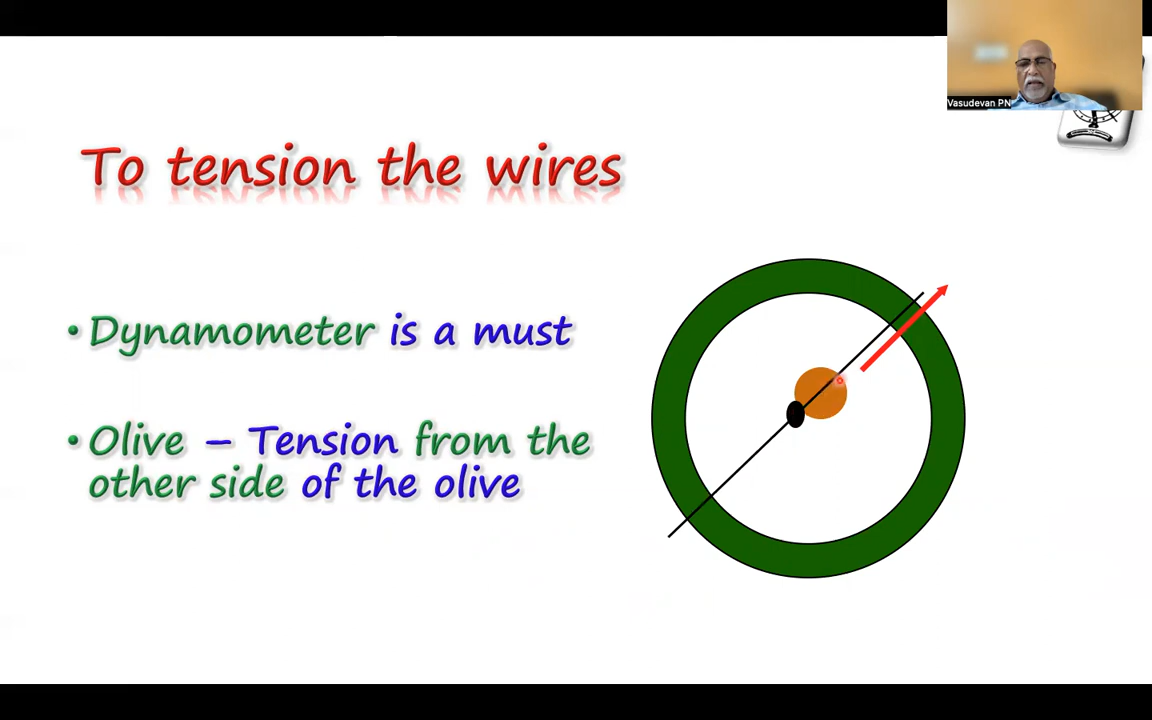 Vasudevan PN
To tension the wires
• Dynamometer is a must
• Olive – Tension from the
other side of the olive